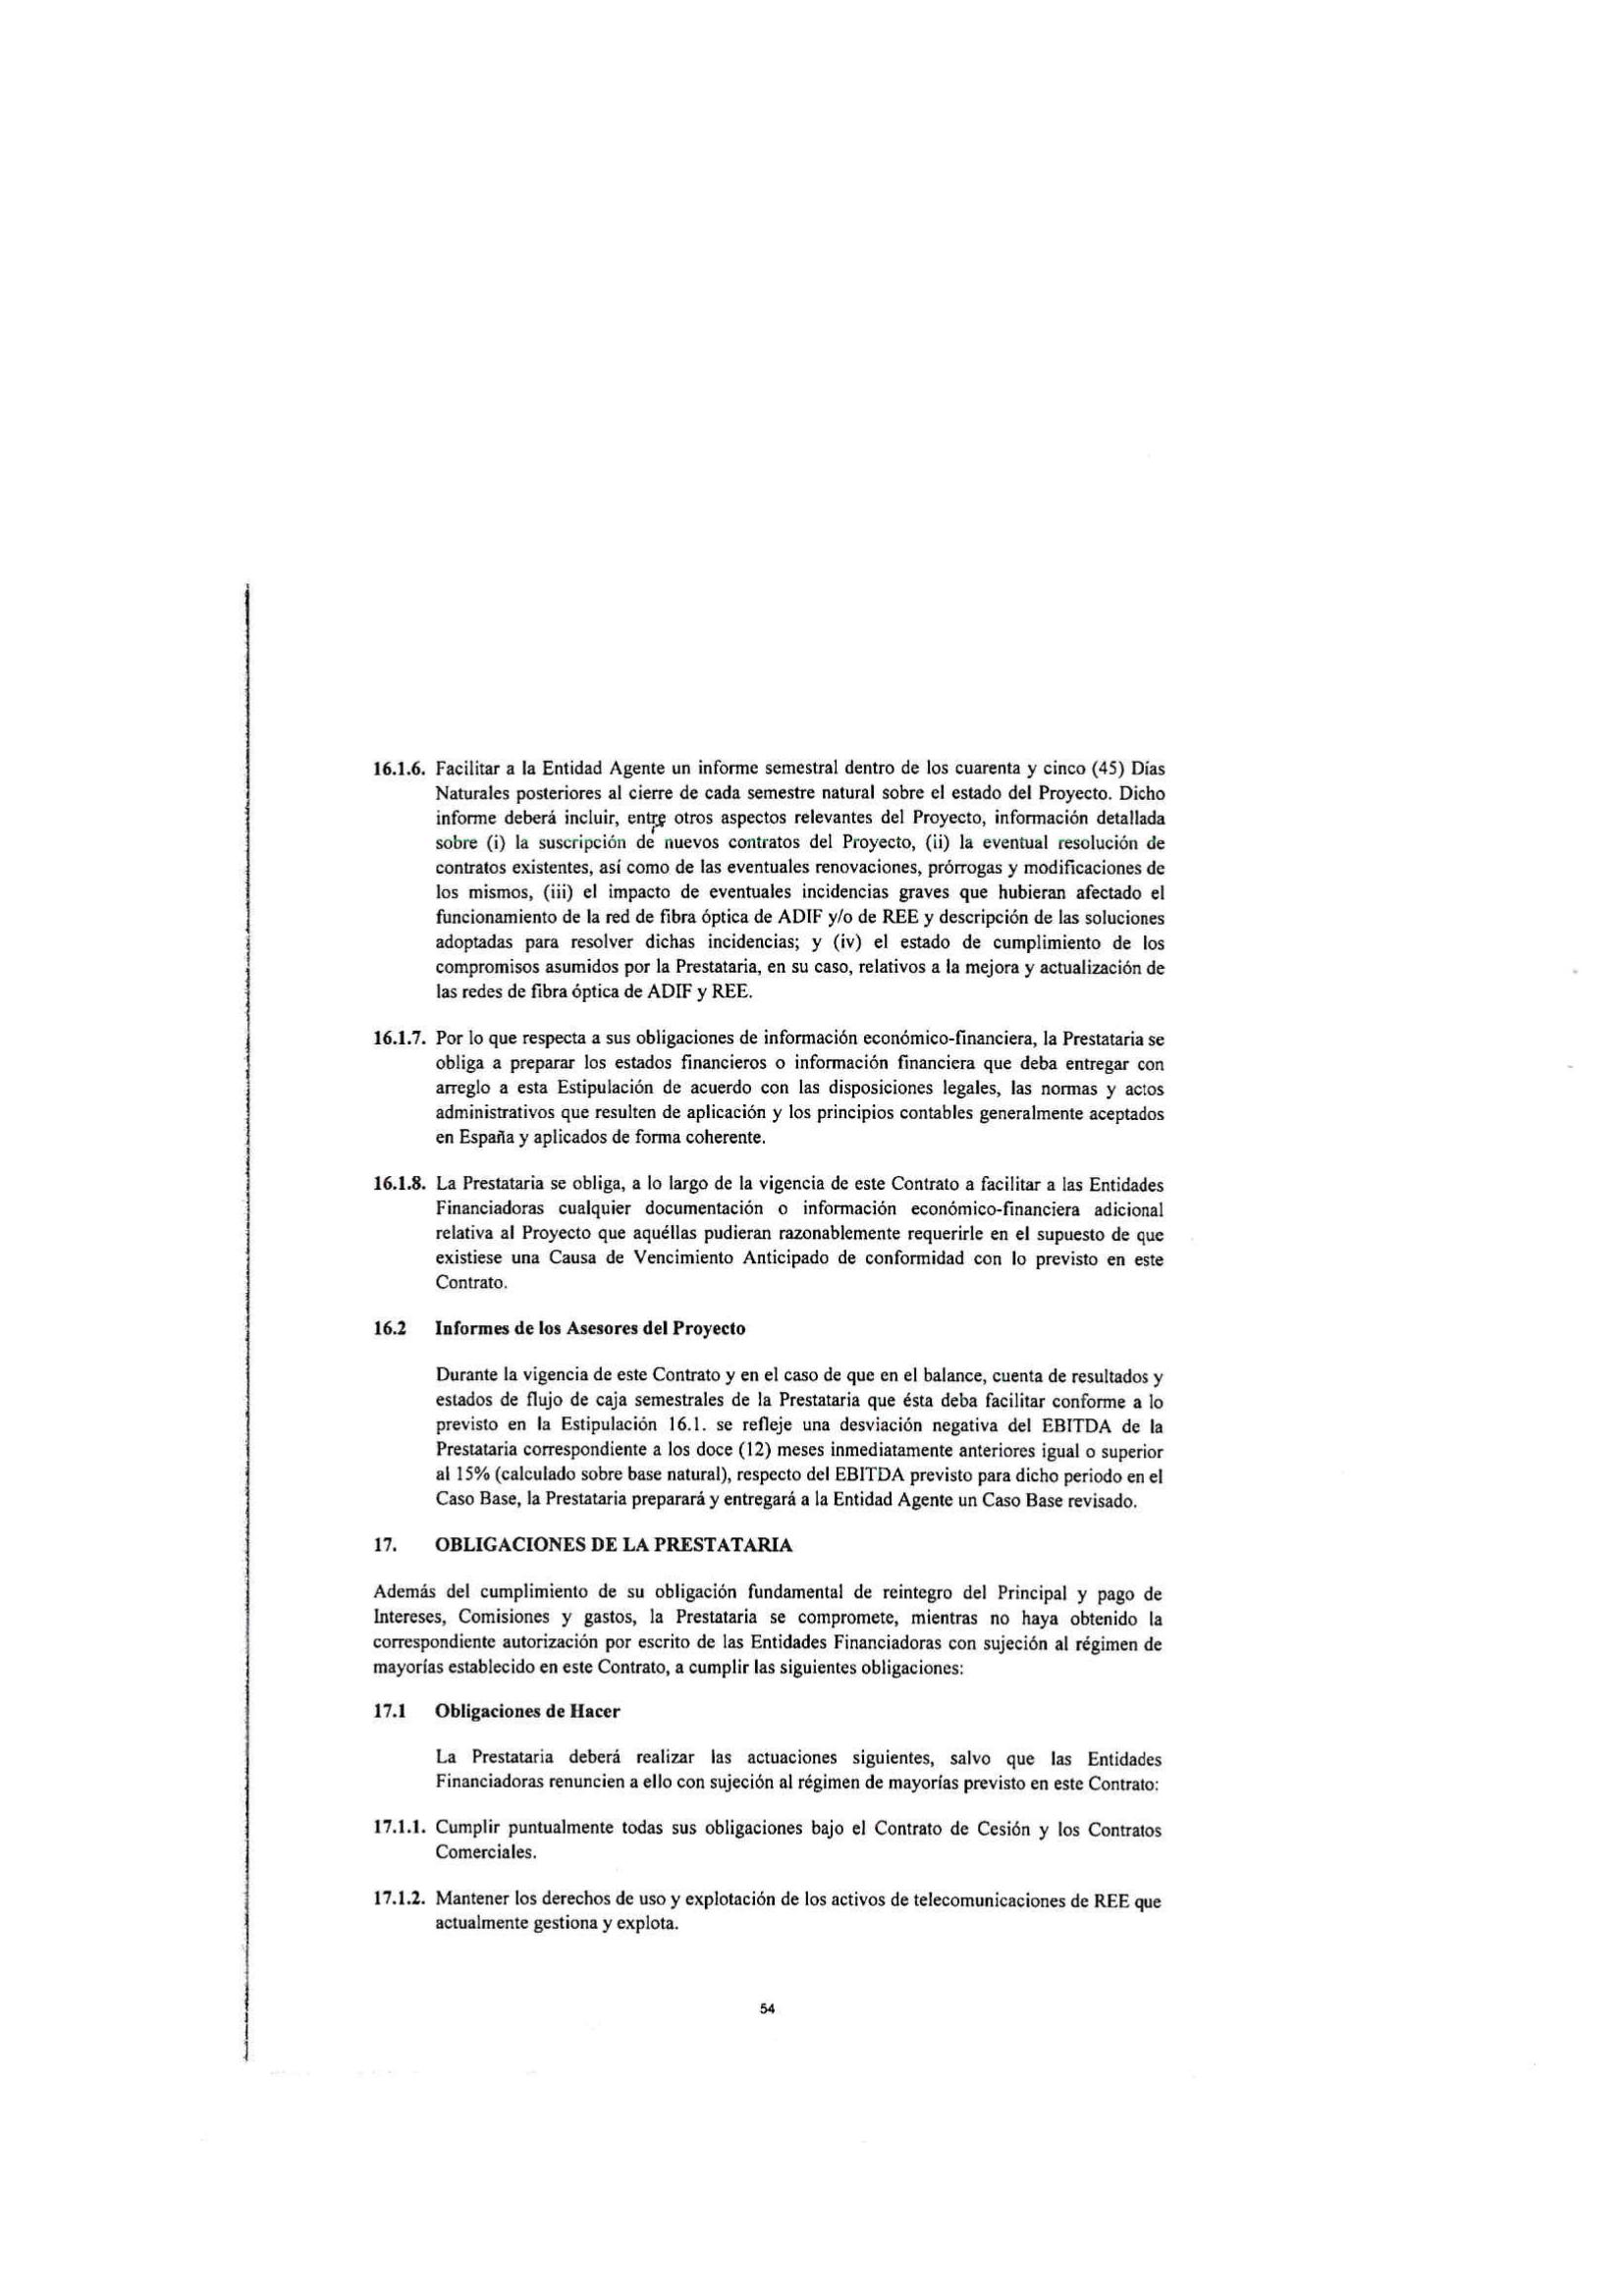 16.1.6. Facilitar a la Entidad Agente un informe semestral dentro de los cuarenta y cinco (45) Días
Naturales posteriores al cierre de cada semestre natural sobre el estado del Proyecto. Dicho
informe deberá incluir, entre otros aspectos relevantes del Proyecto, información detallada
sobre (i) la suscripción de nuevos contratos del Proyecto, (ii) la eventual resolución de
contratos existentes, así como de las eventuales renovaciones, prórrogas y modificaciones de
los mismos, (iii) el impacto de eventuales incidencias graves que hubieran afectado el
funcionamiento de la red de fibra óptica de ADIF y/o de REE y descripción de las soluciones
adoptadas para resolver dichas incidencias; y (iv) el estado de cumplimiento de los
compromisos asumidos por la Prestataria, en su caso, relativos a la mejora y actualización de
las redes de fibra óptica de ADIF y REE.
16.1.7. Por lo que respecta a sus obligaciones de información económico-financiera, la Prestataria se
obliga a preparar los estados financieros o información financiera que deba entregar con
arreglo a esta Estipulación de acuerdo con las disposiciones legales, las normas y actos
administrativos que resulten de aplicación y los principios contables generalmente aceptados
en España y aplicados de forma coherente.
16.1.8. La Prestataria se obliga, a lo largo de la vigencia de este Contrato a facilitar a las Entidades
Financiadoras cualquier documentación o información económico-financiera adicional
relativa al Proyecto que aquéllas pudieran razonablemente requerirle en el supuesto de que
existiese una Causa de Vencimiento Anticipado de conformidad con lo previsto en este
Contrato.
16.2 Informes de los Asesores del Proyecto
Durante la vigencia de este Contrato y en el caso de que en el balance, cuenta de resultados y
estados de flujo de caja semestrales de la Prestataria que ésta deba facilitar conforme a lo
previsto en la Estipulación 16.1. se refleje una desviación negativa del EBITDA de la
Prestataria correspondiente a los doce (12) meses inmediatamente anteriores igual o superior
al 15% (calculado sobre base natural), respecto del EBITDA previsto para dicho periodo en el
Caso Base, la Prestataria preparará y entregará a la Entidad Agente un Caso Base revisado.
17. OBLIGACIONES DE LA PRESTATARIA
Además del cumplimiento de su obligación fundamental de reintegro del Principal y pago de
Intereses, Comisiones y gastos, la Prestataria se compromete, mientras no haya obtenido la
correspondiente autorización por escrito de las Entidades Financiadoras con sujeción al régimen de
mayorías establecido en este Contrato, a cumplir las siguientes obligaciones:
17.1 Obligaciones de Hacer
La Prestataria deberá realizar las actuaciones siguientes, salvo que las Entidades
Financiadoras renuncien a ello con sujeción al régimen de mayorías previsto en este Contrato:
17.1.1. Cumplir puntualmente todas sus obligaciones bajo el Contrato de Cesión y los Contratos
Comerciales.
17.1.2. Mantener los derechos de uso y explotación de los activos de telecomunicaciones de REE que
actualmente gestiona y explota.
54